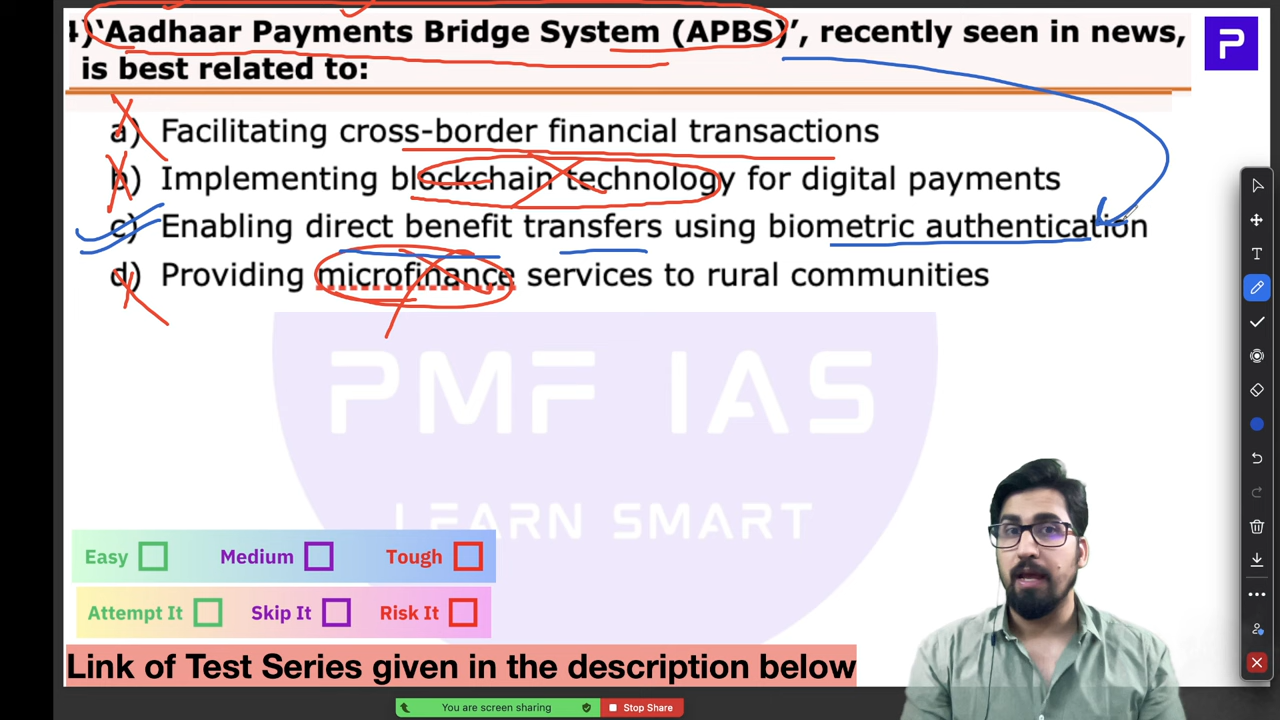 4) ‘Aadhaar Payments Bridge System (APBS)’, recently seen in news,
is best related to:
a) Facilitating cross-border financial transactions
b) Implementing blockchain technology for digital payments
c) Enabling direct benefit transfers using biometric authentication
d) Providing microfinance services to rural communities
PMF IAS
LEARN SMART
Easy Medium Tough
Attempt It Skip It Risk It
Link of Test Series given in the description below
You are screen sharing Stop Share
P
T